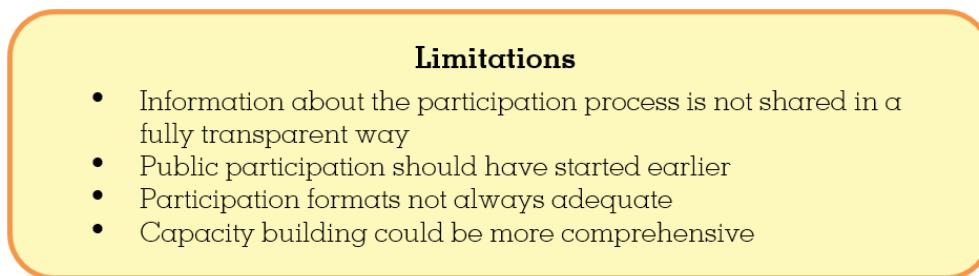 Limitations
• Information about the participation process is not shared in a
fully transparent way
• Public participation should have started earlier
• Participation formats not always adequate
• Capacity building could be more comprehensive